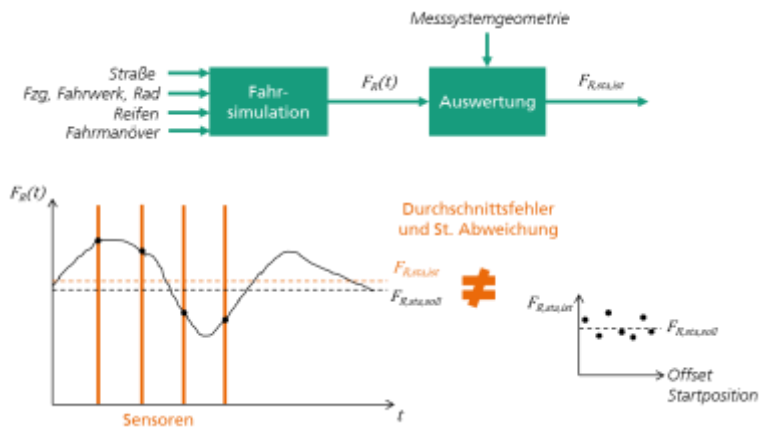 Messsystemgeometrie
Straße
Fzg, Fahrwerk, Rad
Reifen
Fahrmanöver
Fahr-
simulation
F_R(t)
Auswertung
F_R,sta,ist
F_R(t)
Durchschnittsfehler
und St. Abweichung
F_R,sta,ist
F_R,sta,soll
≠
F_R,sta,ist
F_R,sta,soll
Offset
Startposition
t
Sensoren